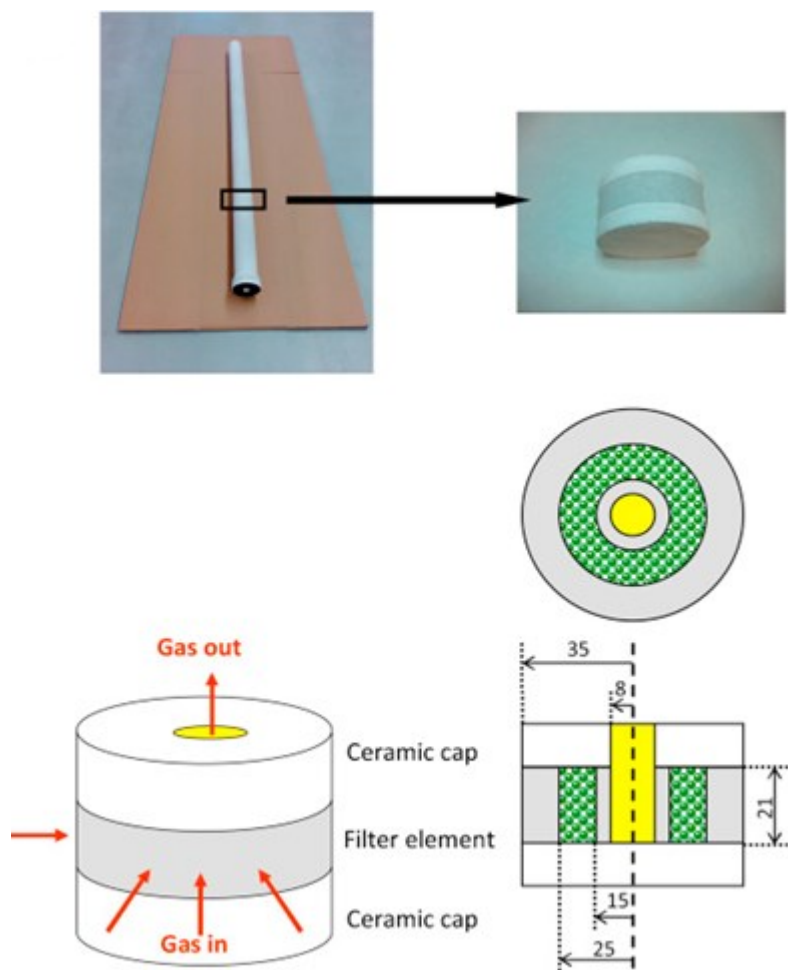 35
8
Gas out
Ceramic cap
Filter element
21
Ceramic cap
Gas in
15
25